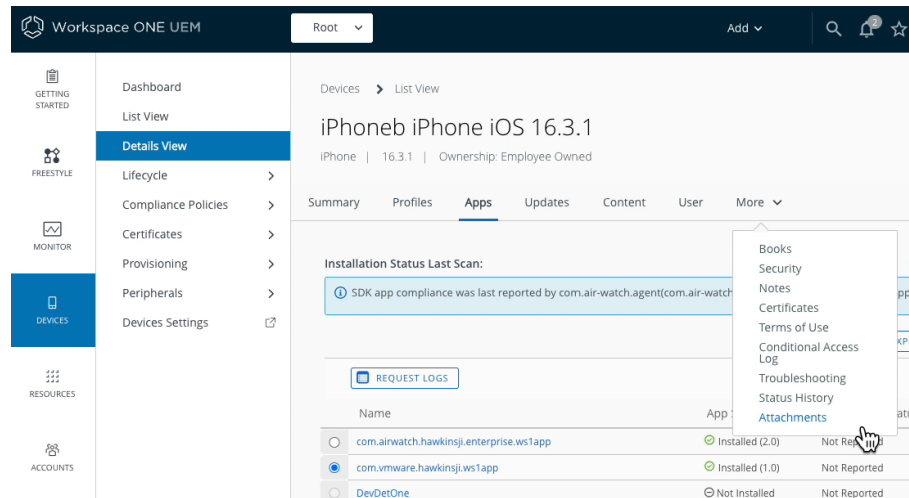 Workspace ONE UEM
Root
Add
2
GETTING
STARTED
FREESTYLE
MONITOR
DEVICES
RESOURCES
ACCOUNTS
Dashboard
List View
Details View
Lifecycle
Compliance Policies
Certificates
Provisioning
Peripherals
Devices Settings
Devices > List View
iPhoneb iPhone iOS 16.3.1
iPhone | 16.3.1 | Ownership: Employee Owned
Summary Profiles Apps Updates Content User More
Books
Security
Notes
Certificates
Terms of Use
Conditional Access
Log
Troubleshooting
Status History
Attachments
Installation Status Last Scan:
SDK app compliance was last reported by com.air-watch.agent(com.air-watch
REQUEST LOGS
Name App
com.airwatch.hawkinsji.enterprise.ws1app Installed (2.0) Not
com.vmware.hawkinsji.ws1app Installed (1.0) Not Reported
DevDetOne Not Installed Not Reported